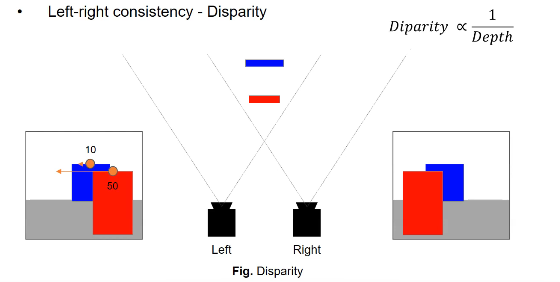 • Left-right consistency - Disparity
Diparity ∝ 1/Depth
10
50
Left Right
Fig. Disparity